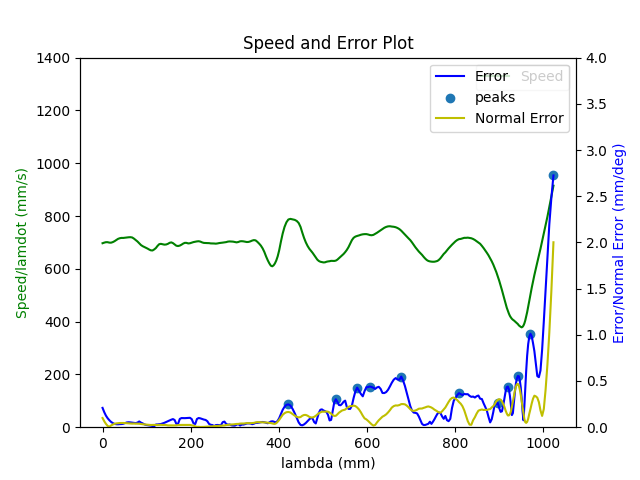 Speed and Error Plot
1400
1200
1000
800
600
400
200
0
Speed/lamdot (mm/s)
4.0
3.5
3.0
2.5
2.0
1.5
1.0
0.5
0.0
Error/Normal Error (mm/deg)
Speed
Error
peaks
Normal Error
0 200 400 600 800 1000
lambda (mm)